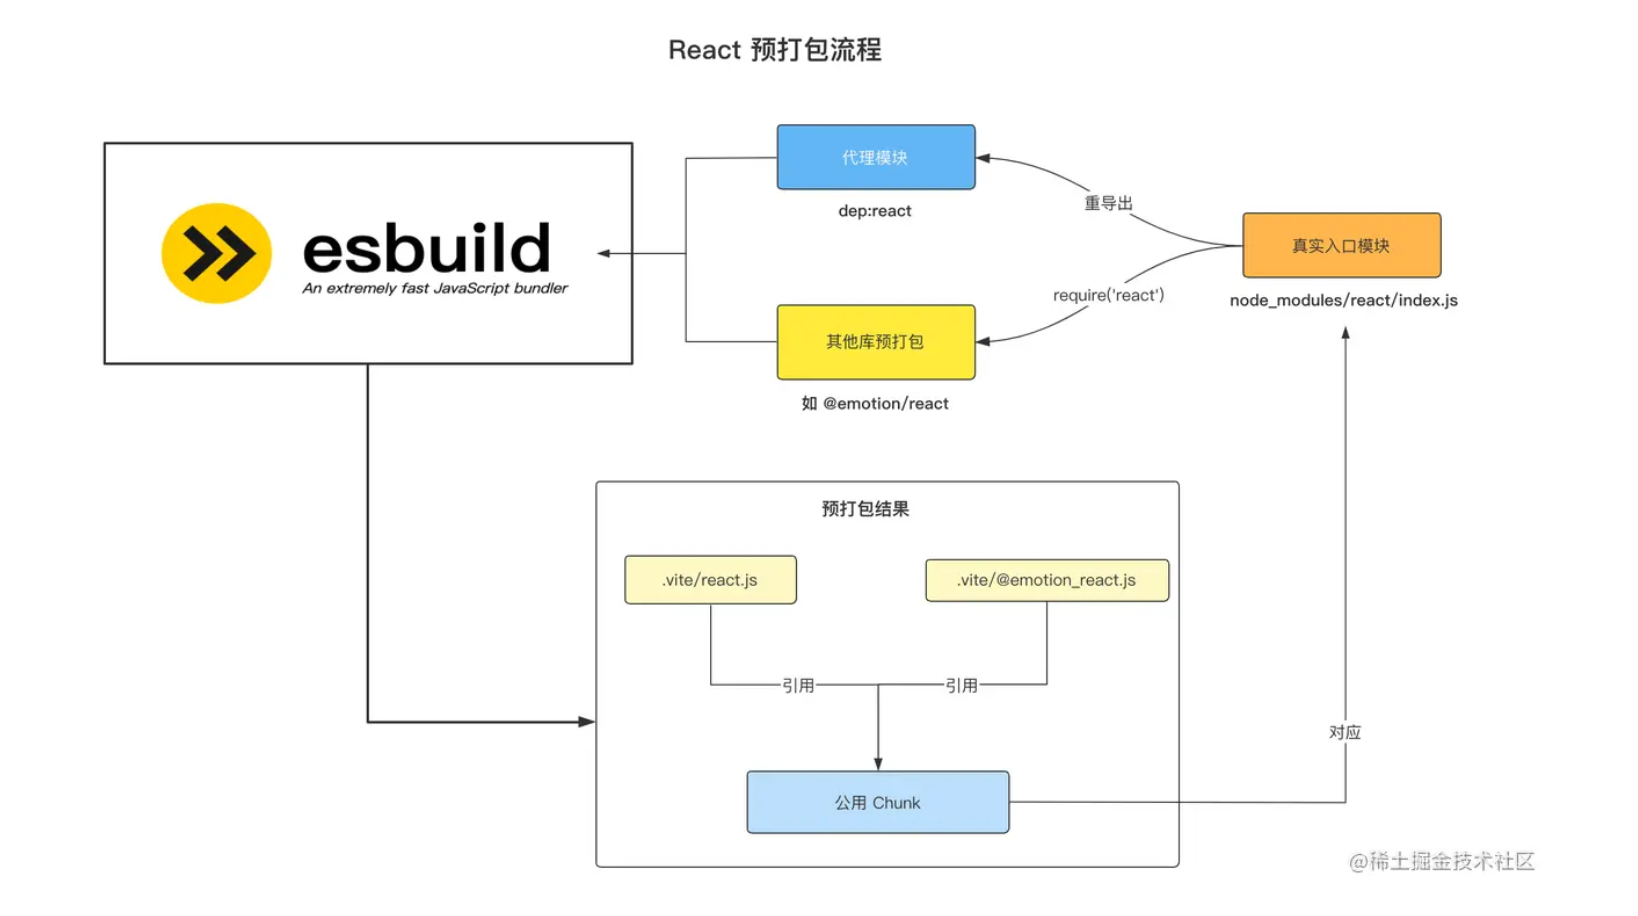 React 预打包流程
esbuild
An extremely fast JavaScript bundler
代理模块
dep:react
重导出
真实入口模块
node_modules/react/index.js
require('react')
其他库预打包
如 @emotion/react
预打包结果
.vite/react.js
.vite/@emotion_react.js
引用
引用
对应
公用 Chunk
@稀土掘金技术社区